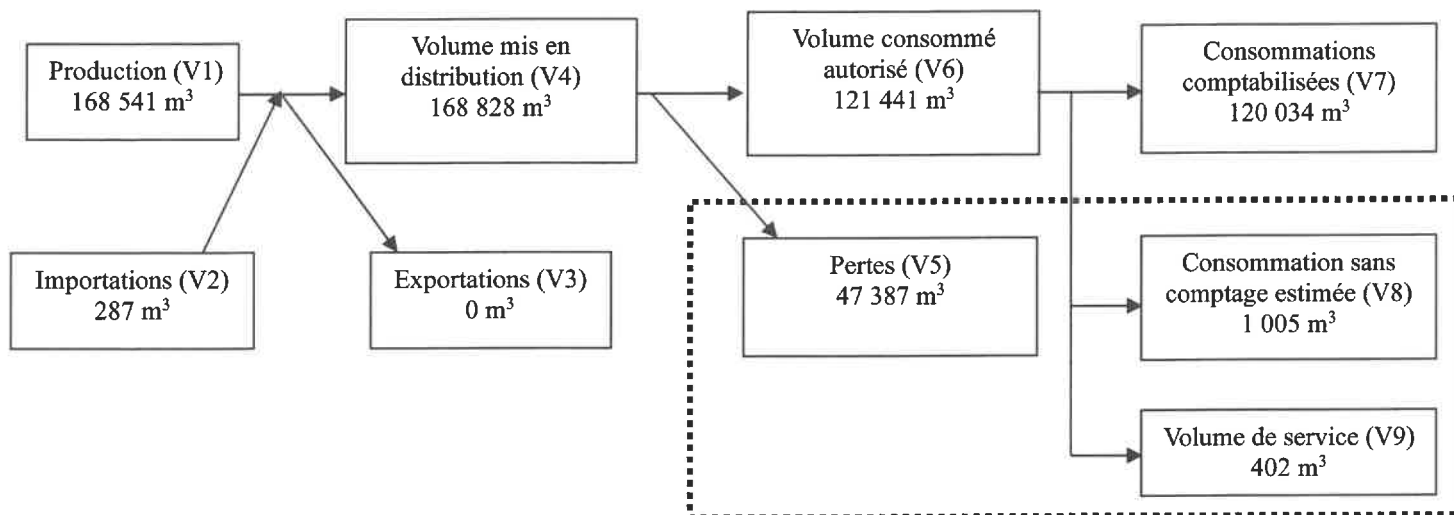 Production (V1)
168 541 m³
Volume mis en
distribution (V4)
168 828 m³
Volume consommé
autorisé (V6)
121 441 m³
Consommations
comptabilisées (V7)
120 034 m³
Importations (V2)
287 m³
Exportations (V3)
0 m³
Pertes (V5)
47 387 m³
Consommation sans
comptage estimée (V8)
1 005 m³
Volume de service (V9)
402 m³